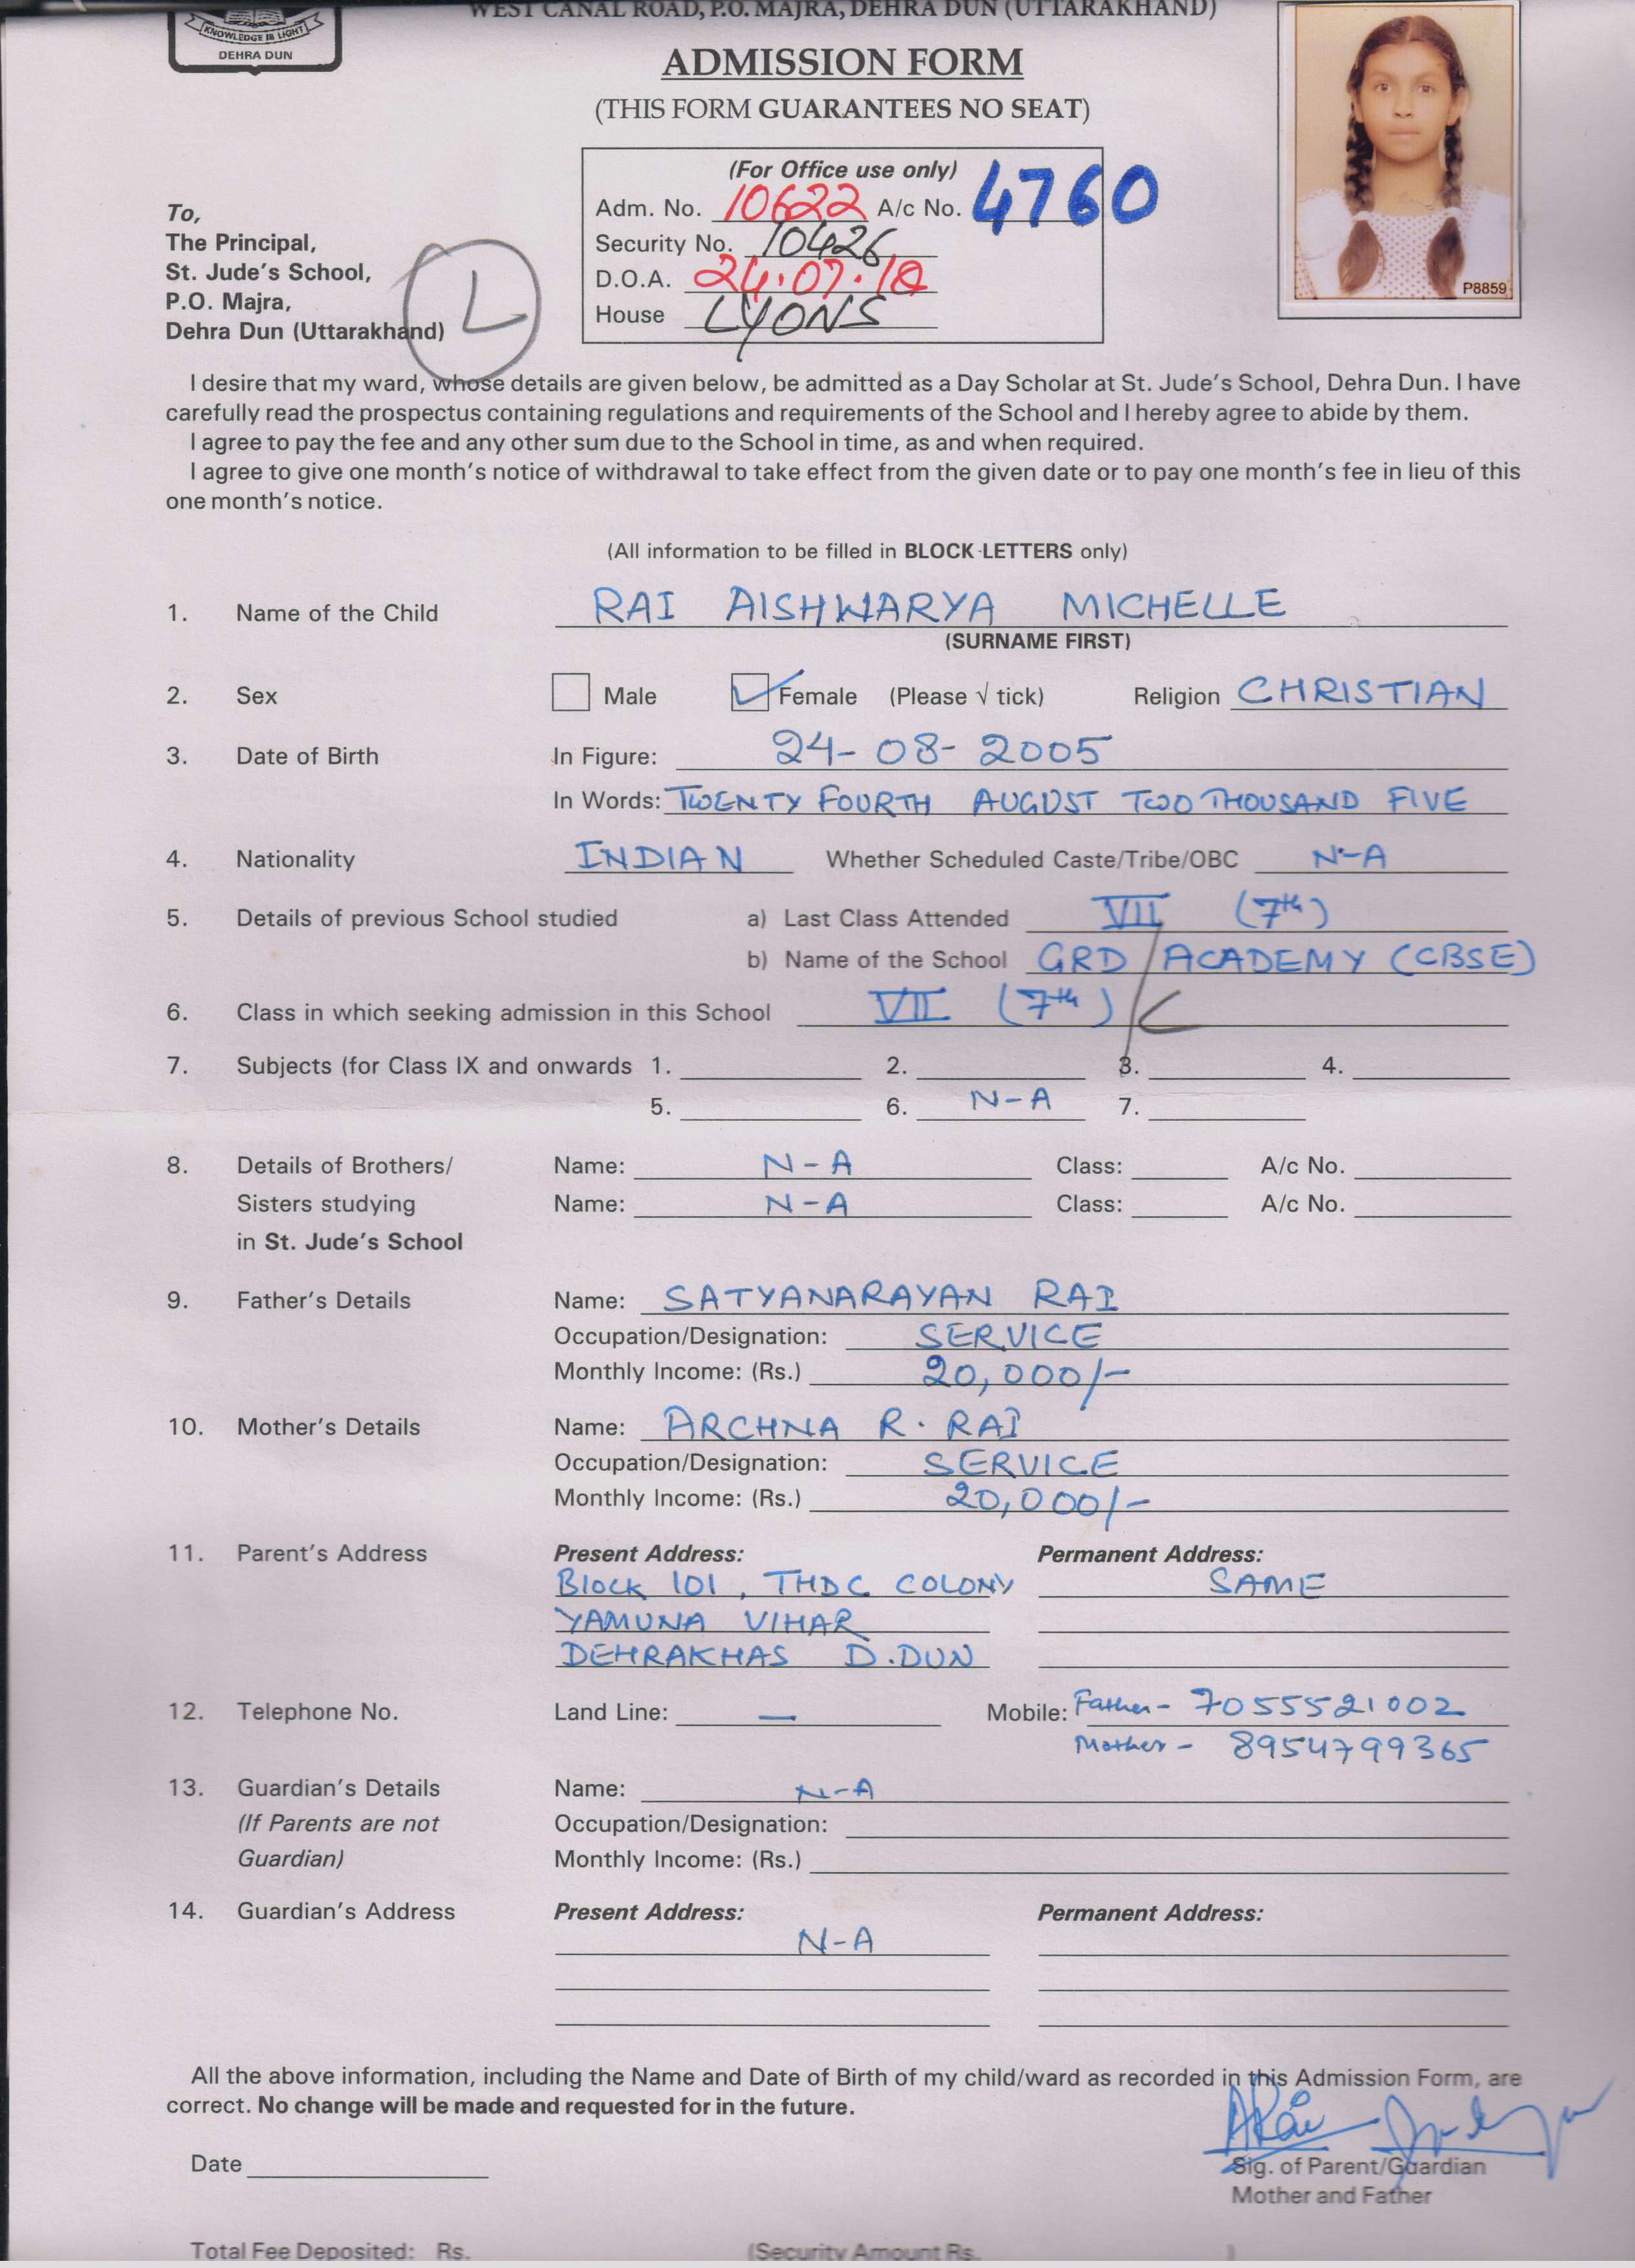 WEST CANAL ROAD, P.O. MAJRA, DEHRA DUN (UTTARAKHAND)
KNOWLEDGE IS LIGHT
DEHRA DUN
ADMISSION FORM
(THIS FORM GUARANTEES NO SEAT)
P8859
(For Office use only)
Adm. No. 10622 A/c No. 4760
Security No. 10426
D.O.A. 24.07.18
House LYONS
To,
The Principal,
St. Jude's School,
P.O. Majra,
Dehra Dun (Uttarakhand)
L
I desire that my ward, whose details are given below, be admitted as a Day Scholar at St. Jude's School, Dehra Dun. I have
carefully read the prospectus containing regulations and requirements of the School and I hereby agree to abide by them.
I agree to pay the fee and any other sum due to the School in time, as and when required.
I agree to give one month's notice of withdrawal to take effect from the given date or to pay one month's fee in lieu of this
one month's notice.
(All information to be filled in BLOCK LETTERS only)
1. Name of the Child RAI AISHWARYA MICHELLE
(SURNAME FIRST)
2. Sex Male Female (Please √ tick) Religion CHRISTIAN
3. Date of Birth In Figure: 24-08-2005
In Words: TWENTY FOURTH AUGUST TWO THOUSAND FIVE
4. Nationality INDIAN Whether Scheduled Caste/Tribe/OBC N-A
5. Details of previous School studied a) Last Class Attended VII (7th)
b) Name of the School GRD ACADEMY (CBSE)
6. Class in which seeking admission in this School VII (7th)
7. Subjects (for Class IX and onwards 1. 2. 3. 4.
5. 6. N-A 7.
8. Details of Brothers/ Name: N-A Class: A/c No.
Sisters studying Name: N-A Class: A/c No.
in St. Jude's School
9. Father's Details Name: SATYANARAYAN RAI
Occupation/Designation: SERVICE
Monthly Income: (Rs.) 20,000/-
10. Mother's Details Name: ARCHNA R. RAI
Occupation/Designation: SERVICE
Monthly Income: (Rs.) 20,000/-
11. Parent's Address Present Address: Permanent Address:
Block 101, THDC COLONY SAME
YAMUNA VIHAR
DEHRAKHAS D.DUN
12. Telephone No. Land Line: — Mobile: Father - 7055521002
Mother - 8954799365
13. Guardian's Details Name: N-A
(If Parents are not Occupation/Designation:
Guardian) Monthly Income: (Rs.)
14. Guardian's Address Present Address: Permanent Address:
N-A
All the above information, including the Name and Date of Birth of my child/ward as recorded in this Admission Form, are
correct. No change will be made and requested for in the future.
ARai
Date Sig. of Parent/Guardian
Mother and Father
Total Fee Deposited: Rs. (Security Amount Rs. )